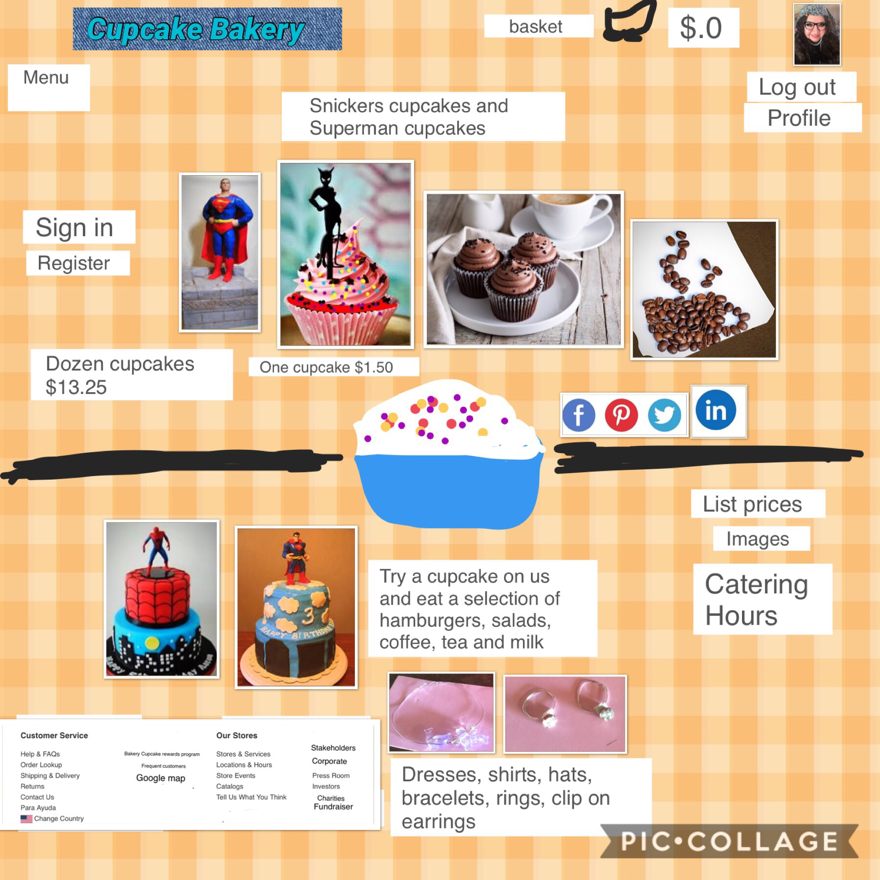 Cupcake Bakery
basket
$.0
Menu
Log out
Profile
Snickers cupcakes and
Superman cupcakes
Sign in
Register
Dozen cupcakes
$13.25
One cupcake $1.50
f
in
List prices
Images
Catering
Hours
3
HAPPY BIRTHDAY
Try a cupcake on us
and eat a selection of
hamburgers, salads,
coffee, tea and milk
Dresses, shirts, hats,
bracelets, rings, clip on
earrings
Customer Service
Help & FAQs
Order Lookup
Shipping & Delivery
Returns
Contact Us
Para Ayuda
Change Country
Bakery Cupcake rewards program
Frequent customers
Google map
Our Stores
Stores & Services
Locations & Hours
Store Events
Catalogs
Tell Us What You Think
Stakeholders
Corporate
Press Room
Investors
Charities
Fundraiser
PIC•COLLAGE